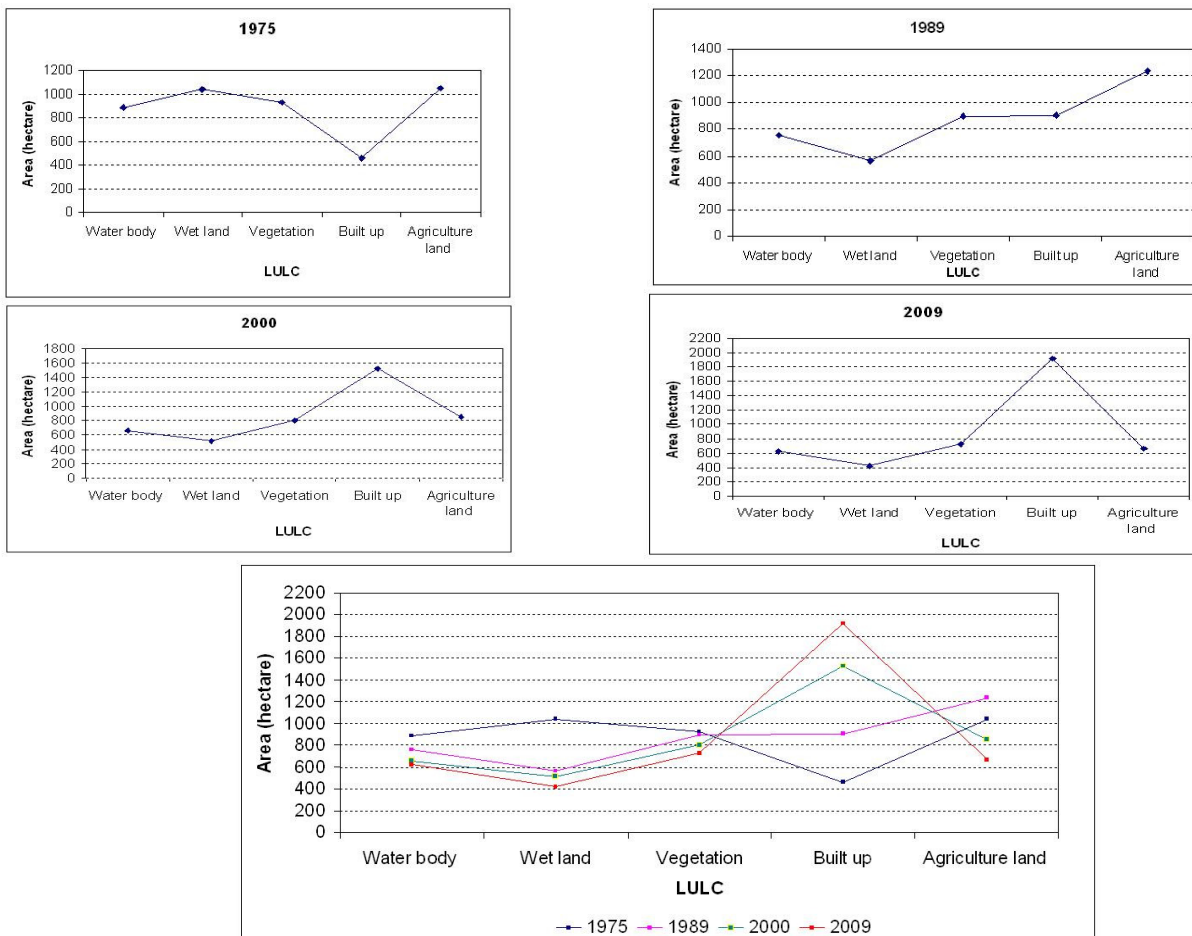 1975
1200
1000
800
600
400
200
0
Area (hectare)
Water body Wet land Vegetation Built up Agriculture
land
LULC
1989
1400
1200
1000
800
600
400
200
0
Area (hectare)
Water body Wet land Vegetation Built up Agriculture
land
LULC
2000
1800
1600
1400
1200
1000
800
600
400
200
0
Area (hectare)
Water body Wet land Vegetation Built up Agriculture
land
LULC
2009
2200
2000
1800
1600
1400
1200
1000
800
600
400
200
0
Area (hectare)
Water body Wet land Vegetation Built up Agriculture
land
LULC
2200
2000
1800
1600
1400
1200
1000
800
600
400
200
0
Area (hectare)
Water body Wet land Vegetation Built up Agriculture land
LULC
1975 1989 2000 2009